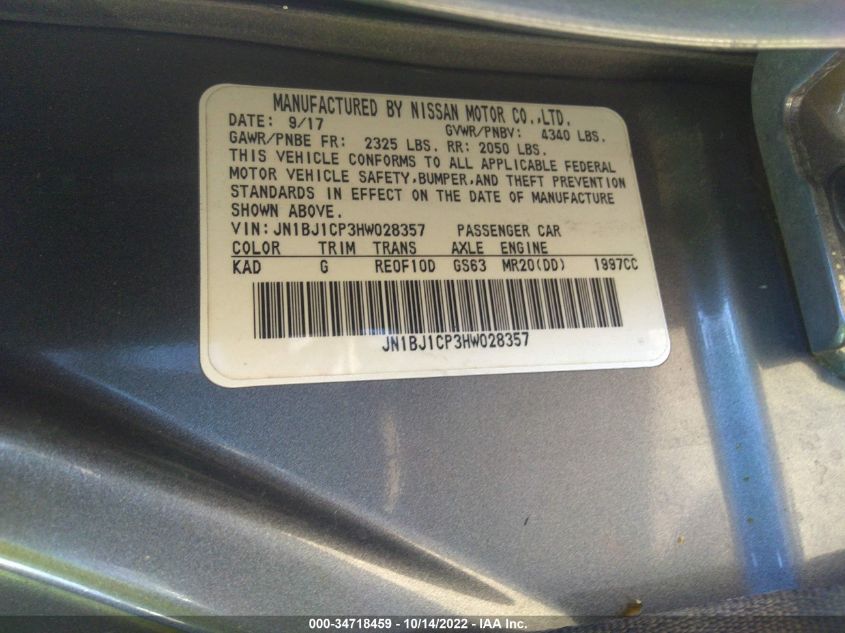 MANUFACTURED BY NISSAN MOTOR CO.,LTD.
DATE: 9/17 GVWR/PNBV: 4340 LBS.
GAWR/PNBE FR: 2325 LBS. RR: 2050 LBS.
THIS VEHICLE CONFORMS TO ALL APPLICABLE FEDERAL
MOTOR VEHICLE SAFETY,BUMPER,AND THEFT PREVENTION
STANDARDS IN EFFECT ON THE DATE OF MANUFACTURE
SHOWN ABOVE.
VIN:JN1BJ1CP3HW028357 PASSENGER CAR
COLOR TRIM TRANS AXLE ENGINE
KAD G RE0F10D GS63 MR20(DD) 1997CC
JN1BJ1CP3HW028357
000-34718459 - 10/14/2022 - IAA Inc.